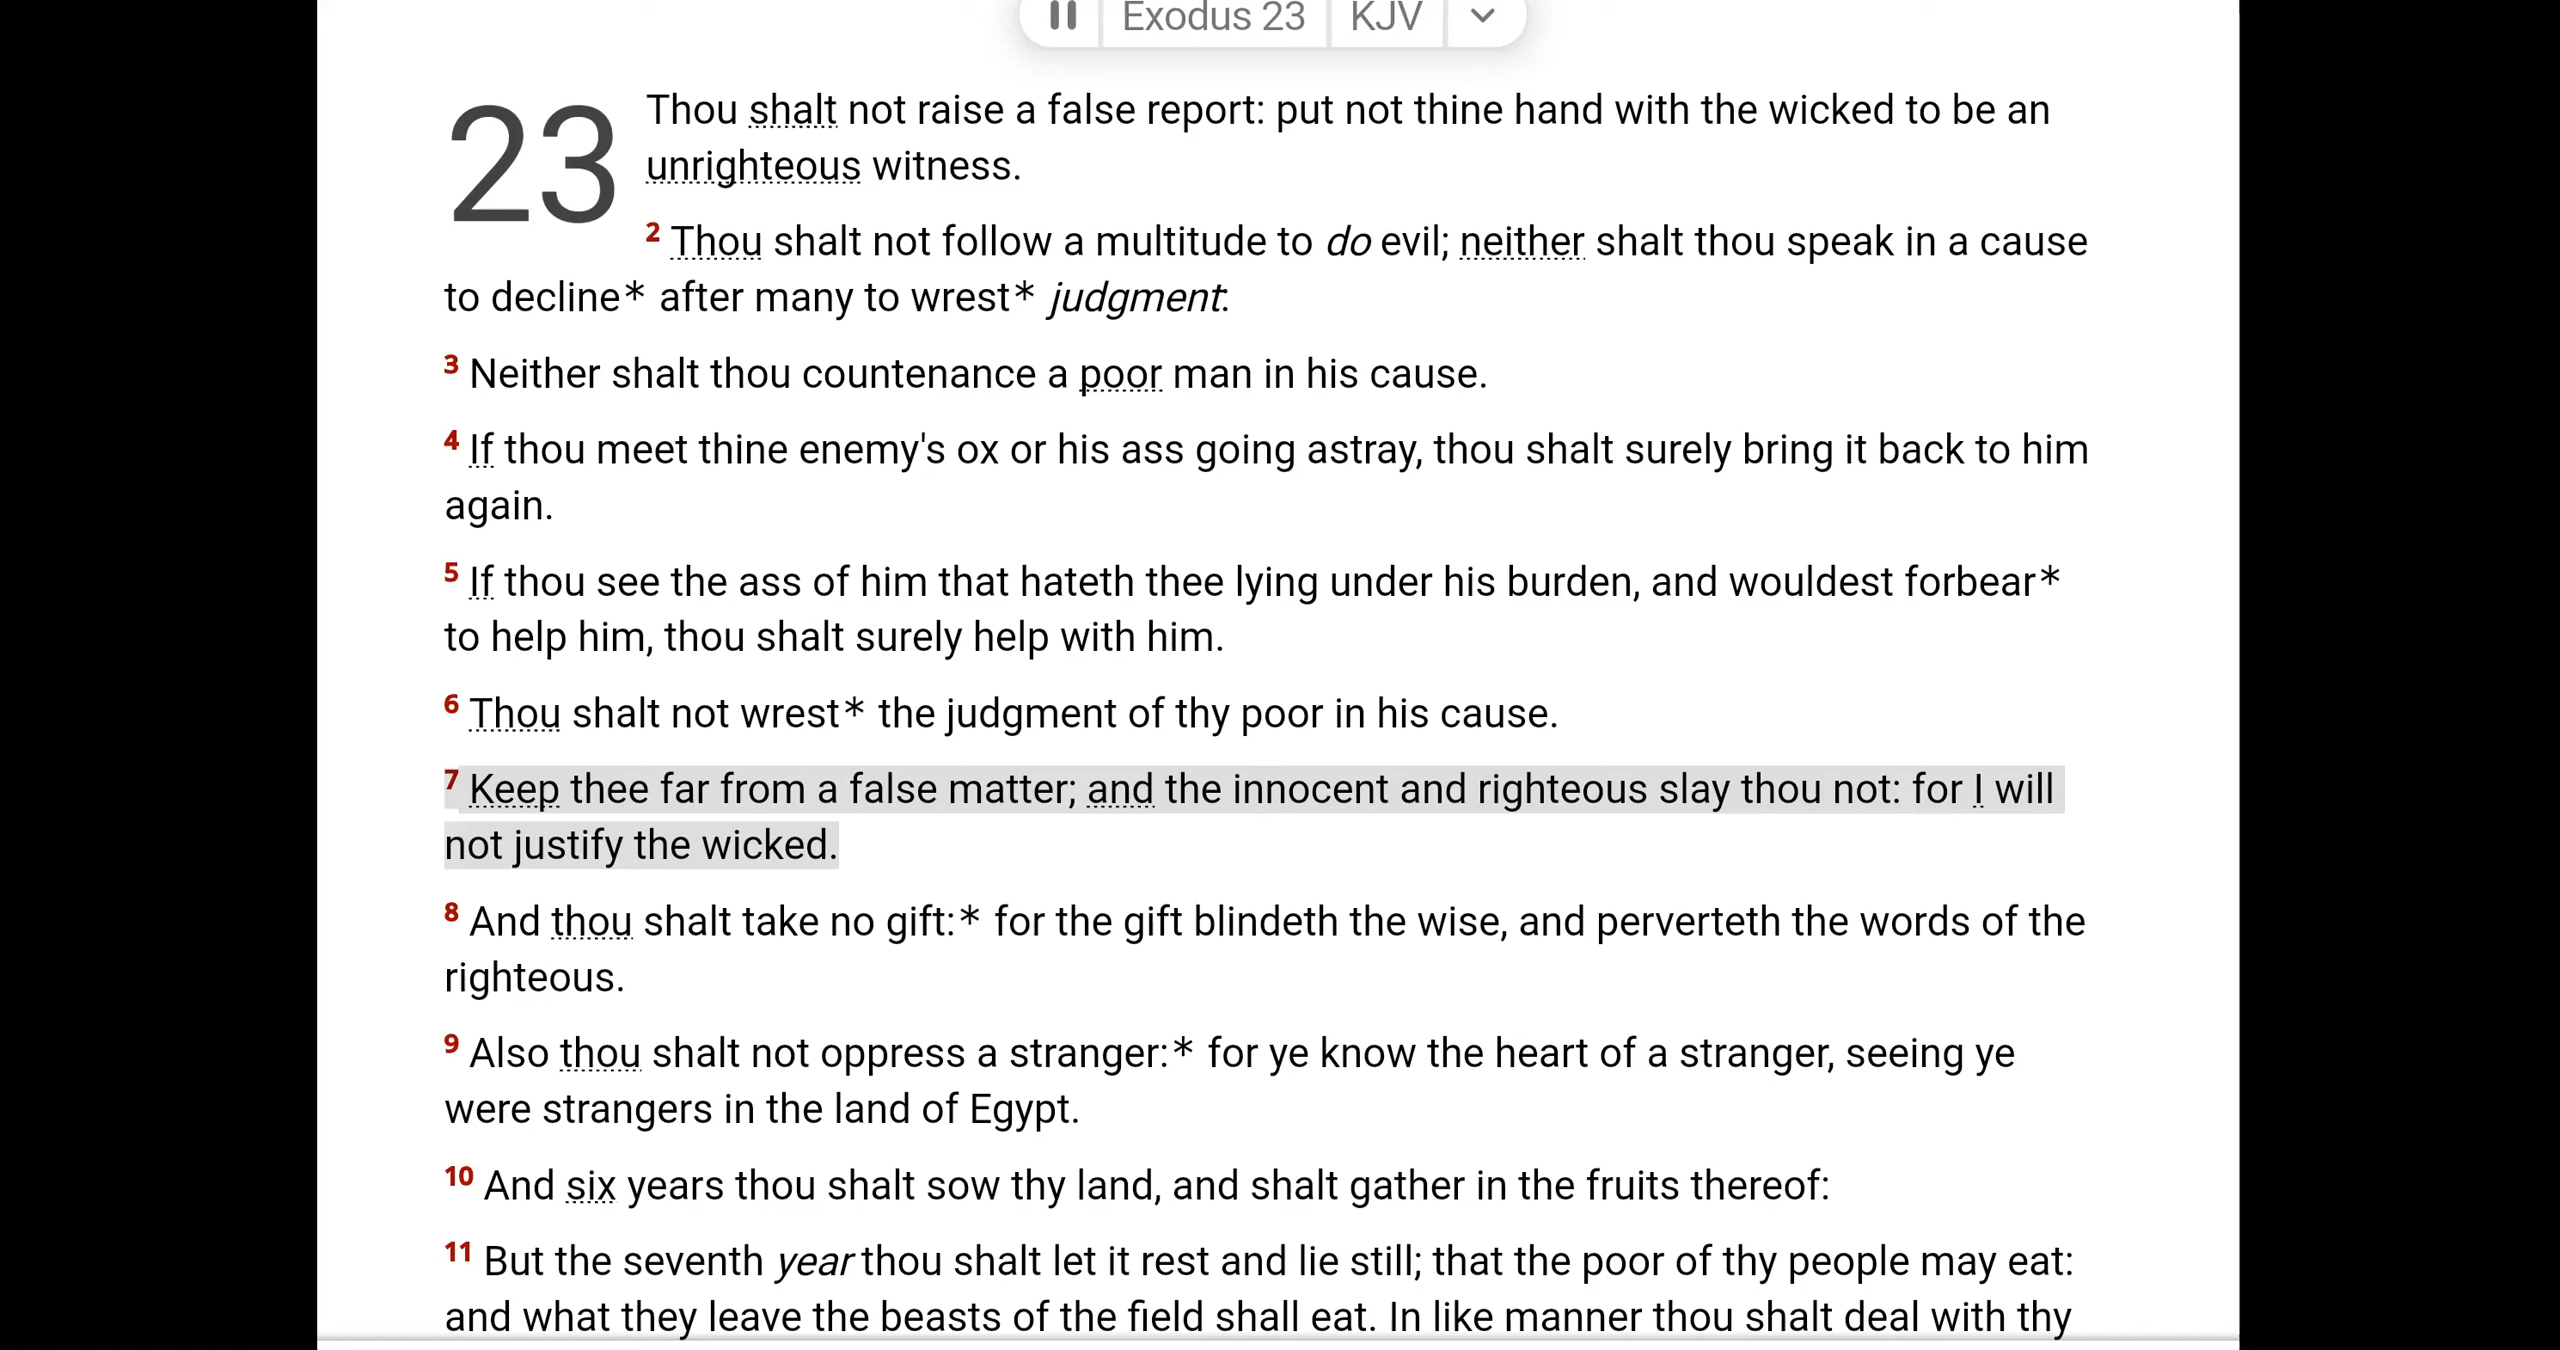 Exodus 23 KJV
23 Thou shalt not raise a false report: put not thine hand with the wicked to be an
unrighteous witness.
2 Thou shalt not follow a multitude to do evil; neither shalt thou speak in a cause
to decline* after many to wrest* judgment:
3 Neither shalt thou countenance a poor man in his cause.
4 If thou meet thine enemy's ox or his ass going astray, thou shalt surely bring it back to him
again.
5 If thou see the ass of him that hateth thee lying under his burden, and wouldest forbear*
to help him, thou shalt surely help with him.
6 Thou shalt not wrest* the judgment of thy poor in his cause.
7 Keep thee far from a false matter; and the innocent and righteous slay thou not: for I will
not justify the wicked.
8 And thou shalt take no gift:* for the gift blindeth the wise, and perverteth the words of the
righteous.
9 Also thou shalt not oppress a stranger:* for ye know the heart of a stranger, seeing ye
were strangers in the land of Egypt.
10 And six years thou shalt sow thy land, and shalt gather in the fruits thereof:
11 But the seventh year thou shalt let it rest and lie still; that the poor of thy people may eat:
and what they leave the beasts of the field shall eat. In like manner thou shalt deal with thy